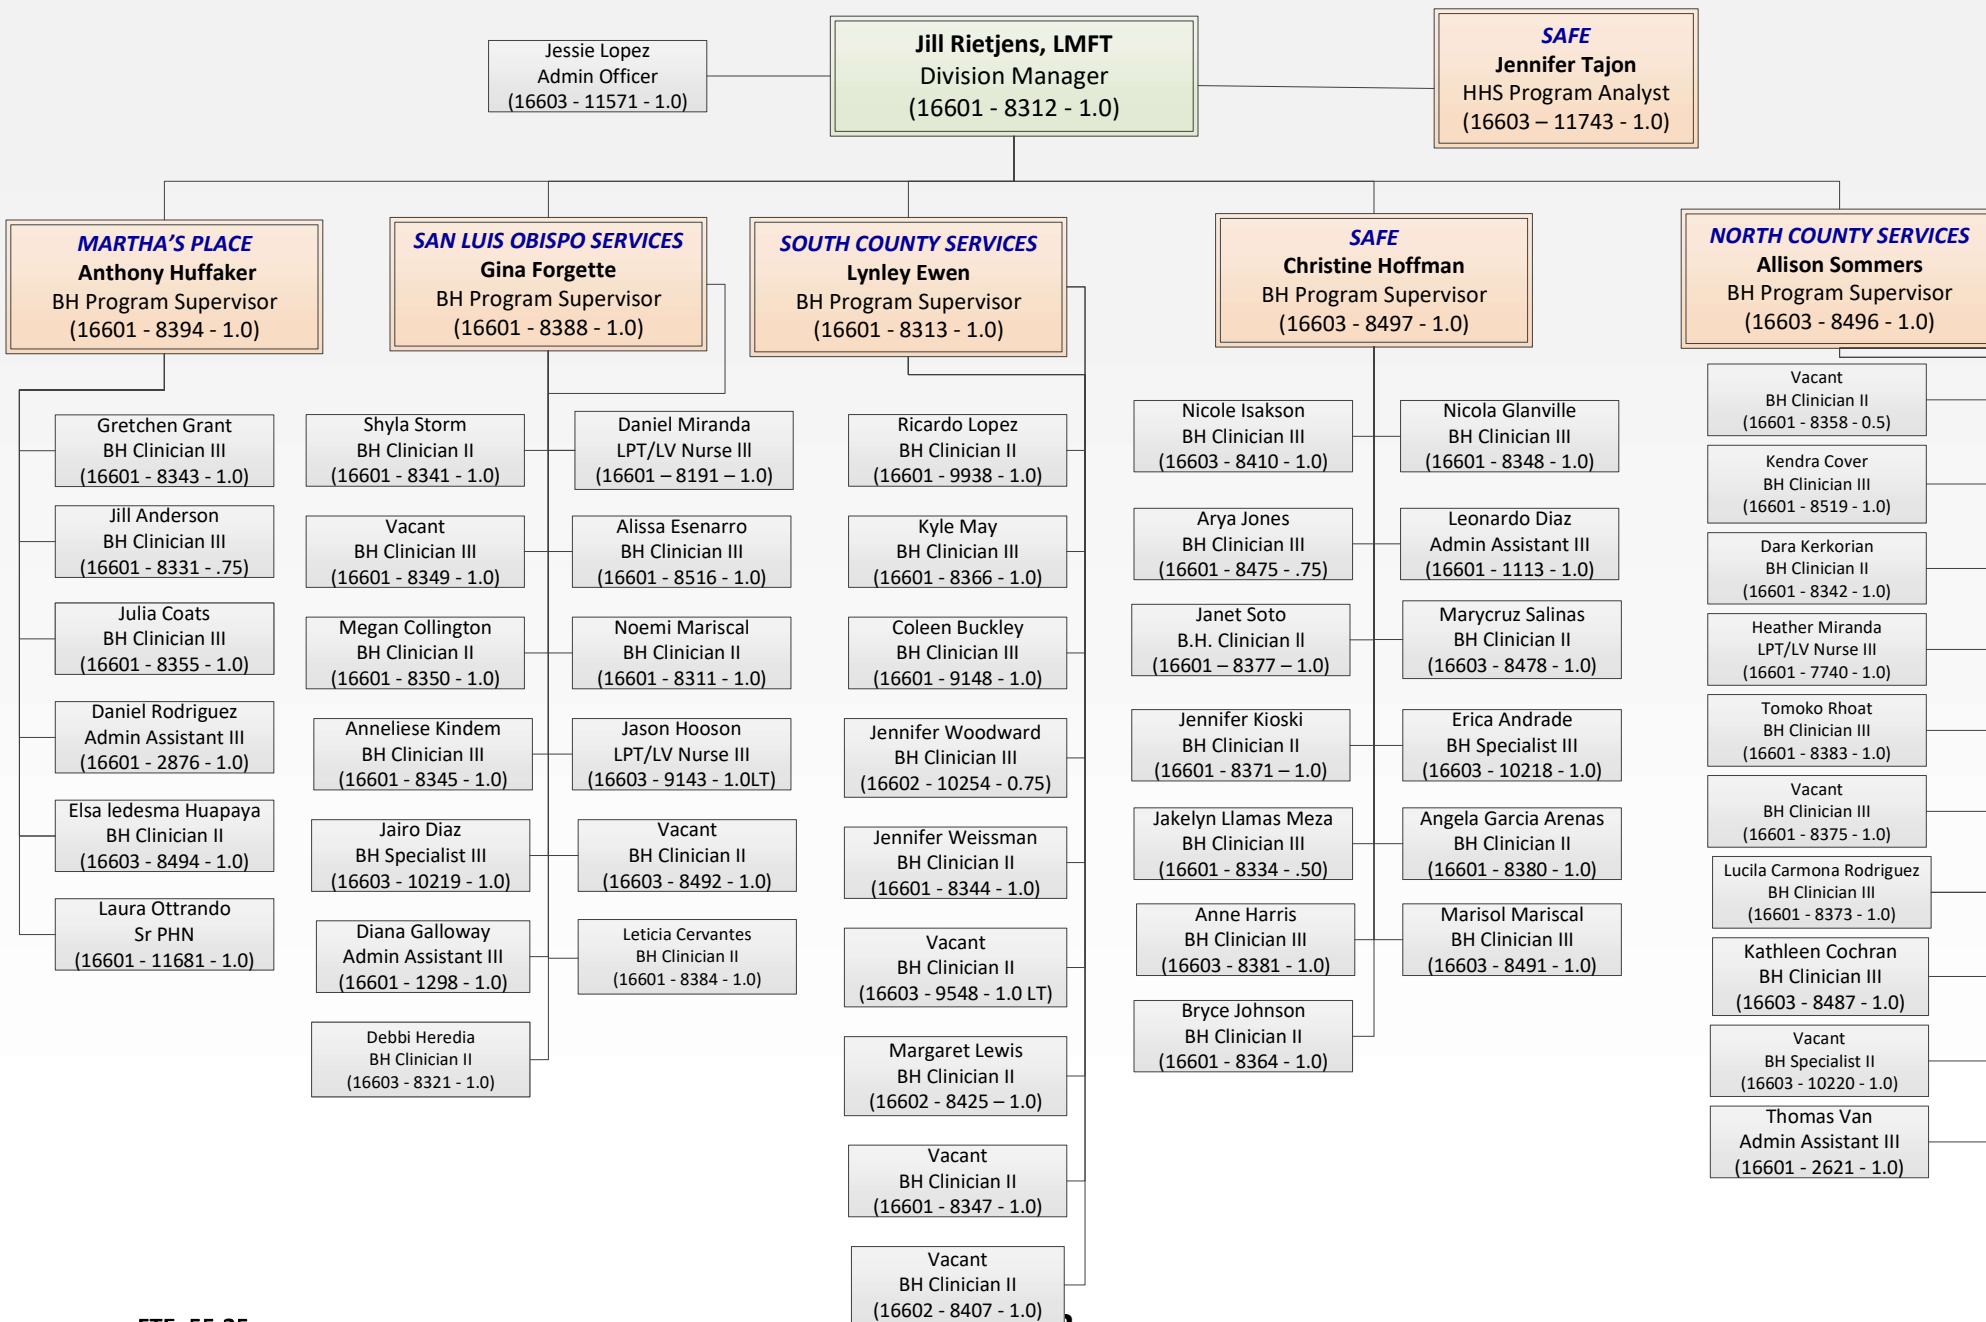 Jessie Lopez
Admin Officer
(16603 - 11571 - 1.0)
Jill Rietjens, LMFT
Division Manager
(16601 - 8312 - 1.0)
SAFE
Jennifer Tajon
HHS Program Analyst
(16603 – 11743 - 1.0)
MARTHA'S PLACE
Anthony Huffaker
BH Program Supervisor
(16601 - 8394 - 1.0)
SAN LUIS OBISPO SERVICES
Gina Forgette
BH Program Supervisor
(16601 - 8388 - 1.0)
SOUTH COUNTY SERVICES
Lynley Ewen
BH Program Supervisor
(16601 - 8313 - 1.0)
SAFE
Christine Hoffman
BH Program Supervisor
(16603 - 8497 - 1.0)
NORTH COUNTY SERVICES
Allison Sommers
BH Program Supervisor
(16603 - 8496 - 1.0)
Gretchen Grant
BH Clinician III
(16601 - 8343 - 1.0)
Jill Anderson
BH Clinician III
(16601 - 8331 - .75)
Julia Coats
BH Clinician III
(16601 - 8355 - 1.0)
Daniel Rodriguez
Admin Assistant III
(16601 - 2876 - 1.0)
Elsa ledesma Huapaya
BH Clinician II
(16603 - 8494 - 1.0)
Laura Ottrando
Sr PHN
(16601 - 11681 - 1.0)
Shyla Storm
BH Clinician II
(16601 - 8341 - 1.0)
Daniel Miranda
LPT/LV Nurse lll
(16601 – 8191 – 1.0)
Vacant
BH Clinician III
(16601 - 8349 - 1.0)
Alissa Esenarro
BH Clinician III
(16601 - 8516 - 1.0)
Megan Collington
BH Clinician II
(16601 - 8350 - 1.0)
Noemi Mariscal
BH Clinician II
(16601 - 8311 - 1.0)
Anneliese Kindem
BH Clinician III
(16601 - 8345 - 1.0)
Jason Hooson
LPT/LV Nurse III
(16603 - 9143 - 1.0LT)
Jairo Diaz
BH Specialist III
(16603 - 10219 - 1.0)
Vacant
BH Clinician II
(16603 - 8492 - 1.0)
Diana Galloway
Admin Assistant III
(16601 - 1298 - 1.0)
Leticia Cervantes
BH Clinician II
(16601 - 8384 - 1.0)
Debbi Heredia
BH Clinician II
(16603 - 8321 - 1.0)
Ricardo Lopez
BH Clinician II
(16601 - 9938 - 1.0)
Kyle May
BH Clinician III
(16601 - 8366 - 1.0)
Coleen Buckley
BH Clinician III
(16601 - 9148 - 1.0)
Jennifer Woodward
BH Clinician III
(16602 - 10254 - 0.75)
Jennifer Weissman
BH Clinician II
(16601 - 8344 - 1.0)
Vacant
BH Clinician II
(16603 - 9548 - 1.0 LT)
Margaret Lewis
BH Clinician II
(16602 - 8425 – 1.0)
Vacant
BH Clinician II
(16601 - 8347 - 1.0)
Vacant
BH Clinician II
(16602 - 8407 - 1.0)
Nicole Isakson
BH Clinician III
(16603 - 8410 - 1.0)
Nicola Glanville
BH Clinician III
(16601 - 8348 - 1.0)
Arya Jones
BH Clinician III
(16601 - 8475 - .75)
Leonardo Diaz
Admin Assistant III
(16601 - 1113 - 1.0)
Janet Soto
B.H. Clinician ll
(16601 – 8377 – 1.0)
Marycruz Salinas
BH Clinician II
(16603 - 8478 - 1.0)
Jennifer Kioski
BH Clinician II
(16601 - 8371 – 1.0)
Erica Andrade
BH Specialist III
(16603 - 10218 - 1.0)
Jakelyn Llamas Meza
BH Clinician III
(16601 - 8334 - .50)
Angela Garcia Arenas
BH Clinician II
(16601 - 8380 - 1.0)
Anne Harris
BH Clinician III
(16603 - 8381 - 1.0)
Marisol Mariscal
BH Clinician III
(16603 - 8491 - 1.0)
Bryce Johnson
BH Clinician II
(16601 - 8364 - 1.0)
Vacant
BH Clinician II
(16601 - 8358 - 0.5)
Kendra Cover
BH Clinician III
(16601 - 8519 - 1.0)
Dara Kerkorian
BH Clinician II
(16601 - 8342 - 1.0)
Heather Miranda
LPT/LV Nurse III
(16601 - 7740 - 1.0)
Tomoko Rhoat
BH Clinician III
(16601 - 8383 - 1.0)
Vacant
BH Clinician III
(16601 - 8375 - 1.0)
Lucila Carmona Rodriguez
BH Clinician III
(16601 - 8373 - 1.0)
Kathleen Cochran
BH Clinician III
(16603 - 8487 - 1.0)
Vacant
BH Specialist II
(16603 - 10220 - 1.0)
Thomas Van
Admin Assistant III
(16601 - 2621 - 1.0)